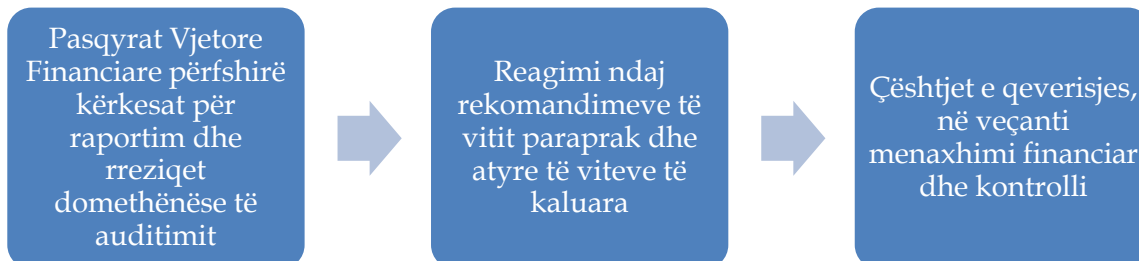 Pasqyrat Vjetore
Financiare përfshirë
kërkesat për
raportim dhe
rreziqet
domethënëse të
auditimit
Reagimi ndaj
rekomandimeve të
vitit paraprak dhe
atyre të viteve të
kaluara
Çështjet e qeverisjes,
në veçanti
menaxhimi financiar
dhe kontrolli